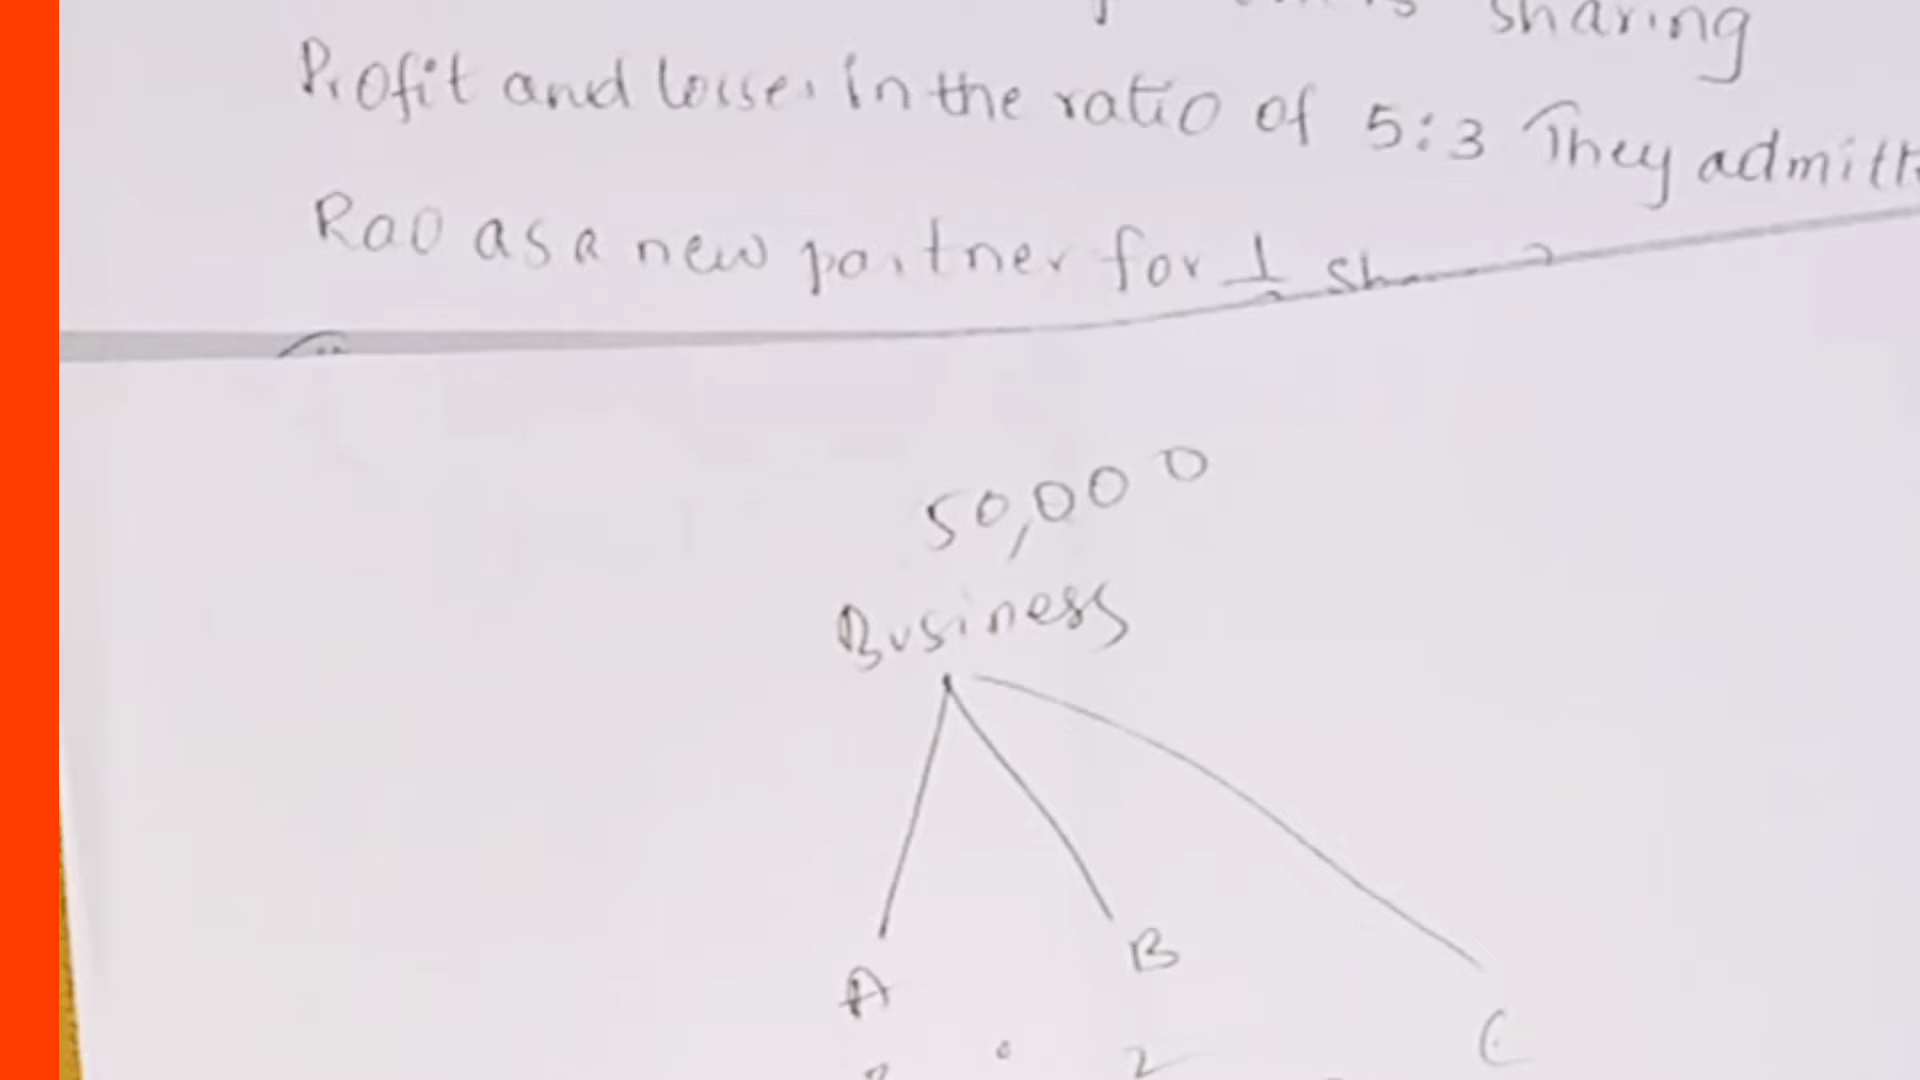 sharing
Profit and losses in the ratio of 5:3 They
Rao as a new partner for
50,000
Business
A
B
C
2